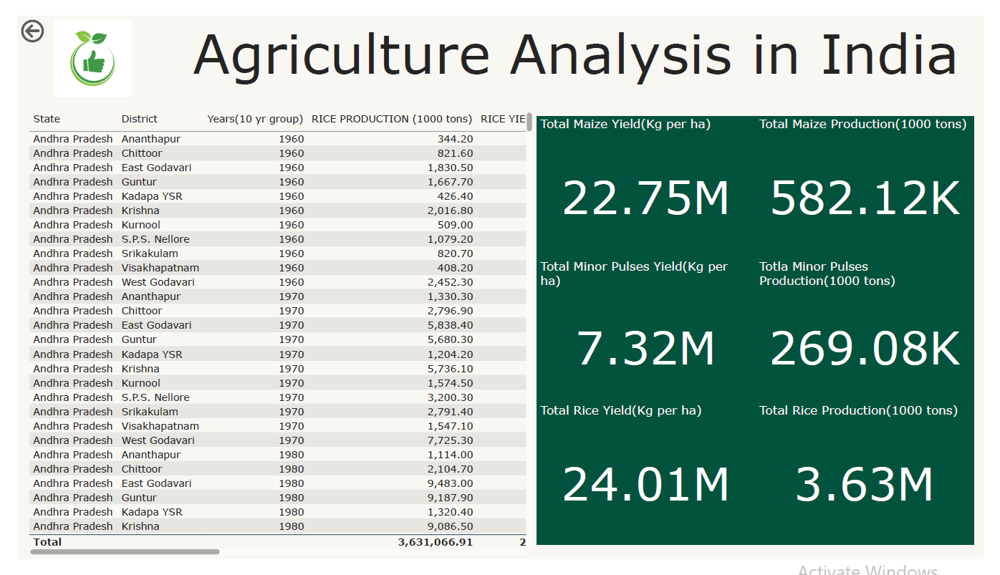 Agriculture Analysis in India
State District Years(10 yr group) RICE PRODUCTION (1000 tons) RICE YIE
Andhra Pradesh Ananthapur 1960 344.20
Andhra Pradesh Chittoor 1960 821.60
Andhra Pradesh East Godavari 1960 1,830.50
Andhra Pradesh Guntur 1960 1,667.70
Andhra Pradesh Kadapa YSR 1960 426.40
Andhra Pradesh Krishna 1960 2,016.80
Andhra Pradesh Kurnool 1960 509.00
Andhra Pradesh S.P.S. Nellore 1960 1,079.20
Andhra Pradesh Srikakulam 1960 820.70
Andhra Pradesh Visakhapatnam 1960 408.20
Andhra Pradesh West Godavari 1960 2,452.30
Andhra Pradesh Ananthapur 1970 1,330.30
Andhra Pradesh Chittoor 1970 2,796.90
Andhra Pradesh East Godavari 1970 5,838.40
Andhra Pradesh Guntur 1970 5,680.30
Andhra Pradesh Kadapa YSR 1970 1,204.20
Andhra Pradesh Krishna 1970 5,736.10
Andhra Pradesh Kurnool 1970 1,574.50
Andhra Pradesh S.P.S. Nellore 1970 3,200.30
Andhra Pradesh Srikakulam 1970 2,791.40
Andhra Pradesh Visakhapatnam 1970 1,547.10
Andhra Pradesh West Godavari 1970 7,725.30
Andhra Pradesh Ananthapur 1980 1,114.00
Andhra Pradesh Chittoor 1980 2,104.70
Andhra Pradesh East Godavari 1980 9,483.00
Andhra Pradesh Guntur 1980 9,187.90
Andhra Pradesh Kadapa YSR 1980 1,320.40
Andhra Pradesh Krishna 1980 9,086.50
Total 3,631,066.91 2
Total Maize Yield(Kg per ha)
22.75M
Total Maize Production(1000 tons)
582.12K
Total Minor Pulses Yield(Kg per
ha)
7.32M
Totla Minor Pulses
Production(1000 tons)
269.08K
Total Rice Yield(Kg per ha)
24.01M
Total Rice Production(1000 tons)
3.63M
Activate Windows